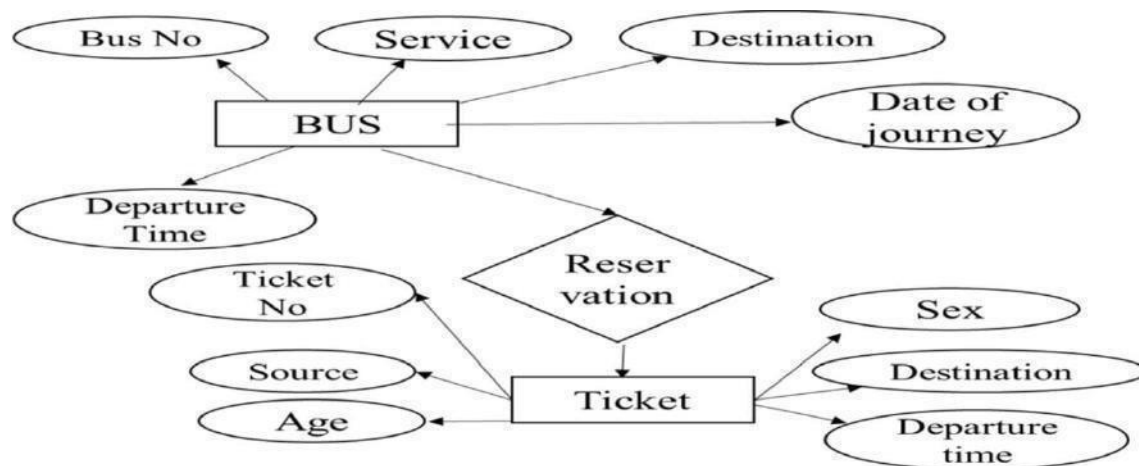 Bus No
Service
Destination
BUS
Date of
journey
Departure
Time
Reser
vation
Ticket
No
Sex
Source
Destination
Ticket
Age
Departure
time